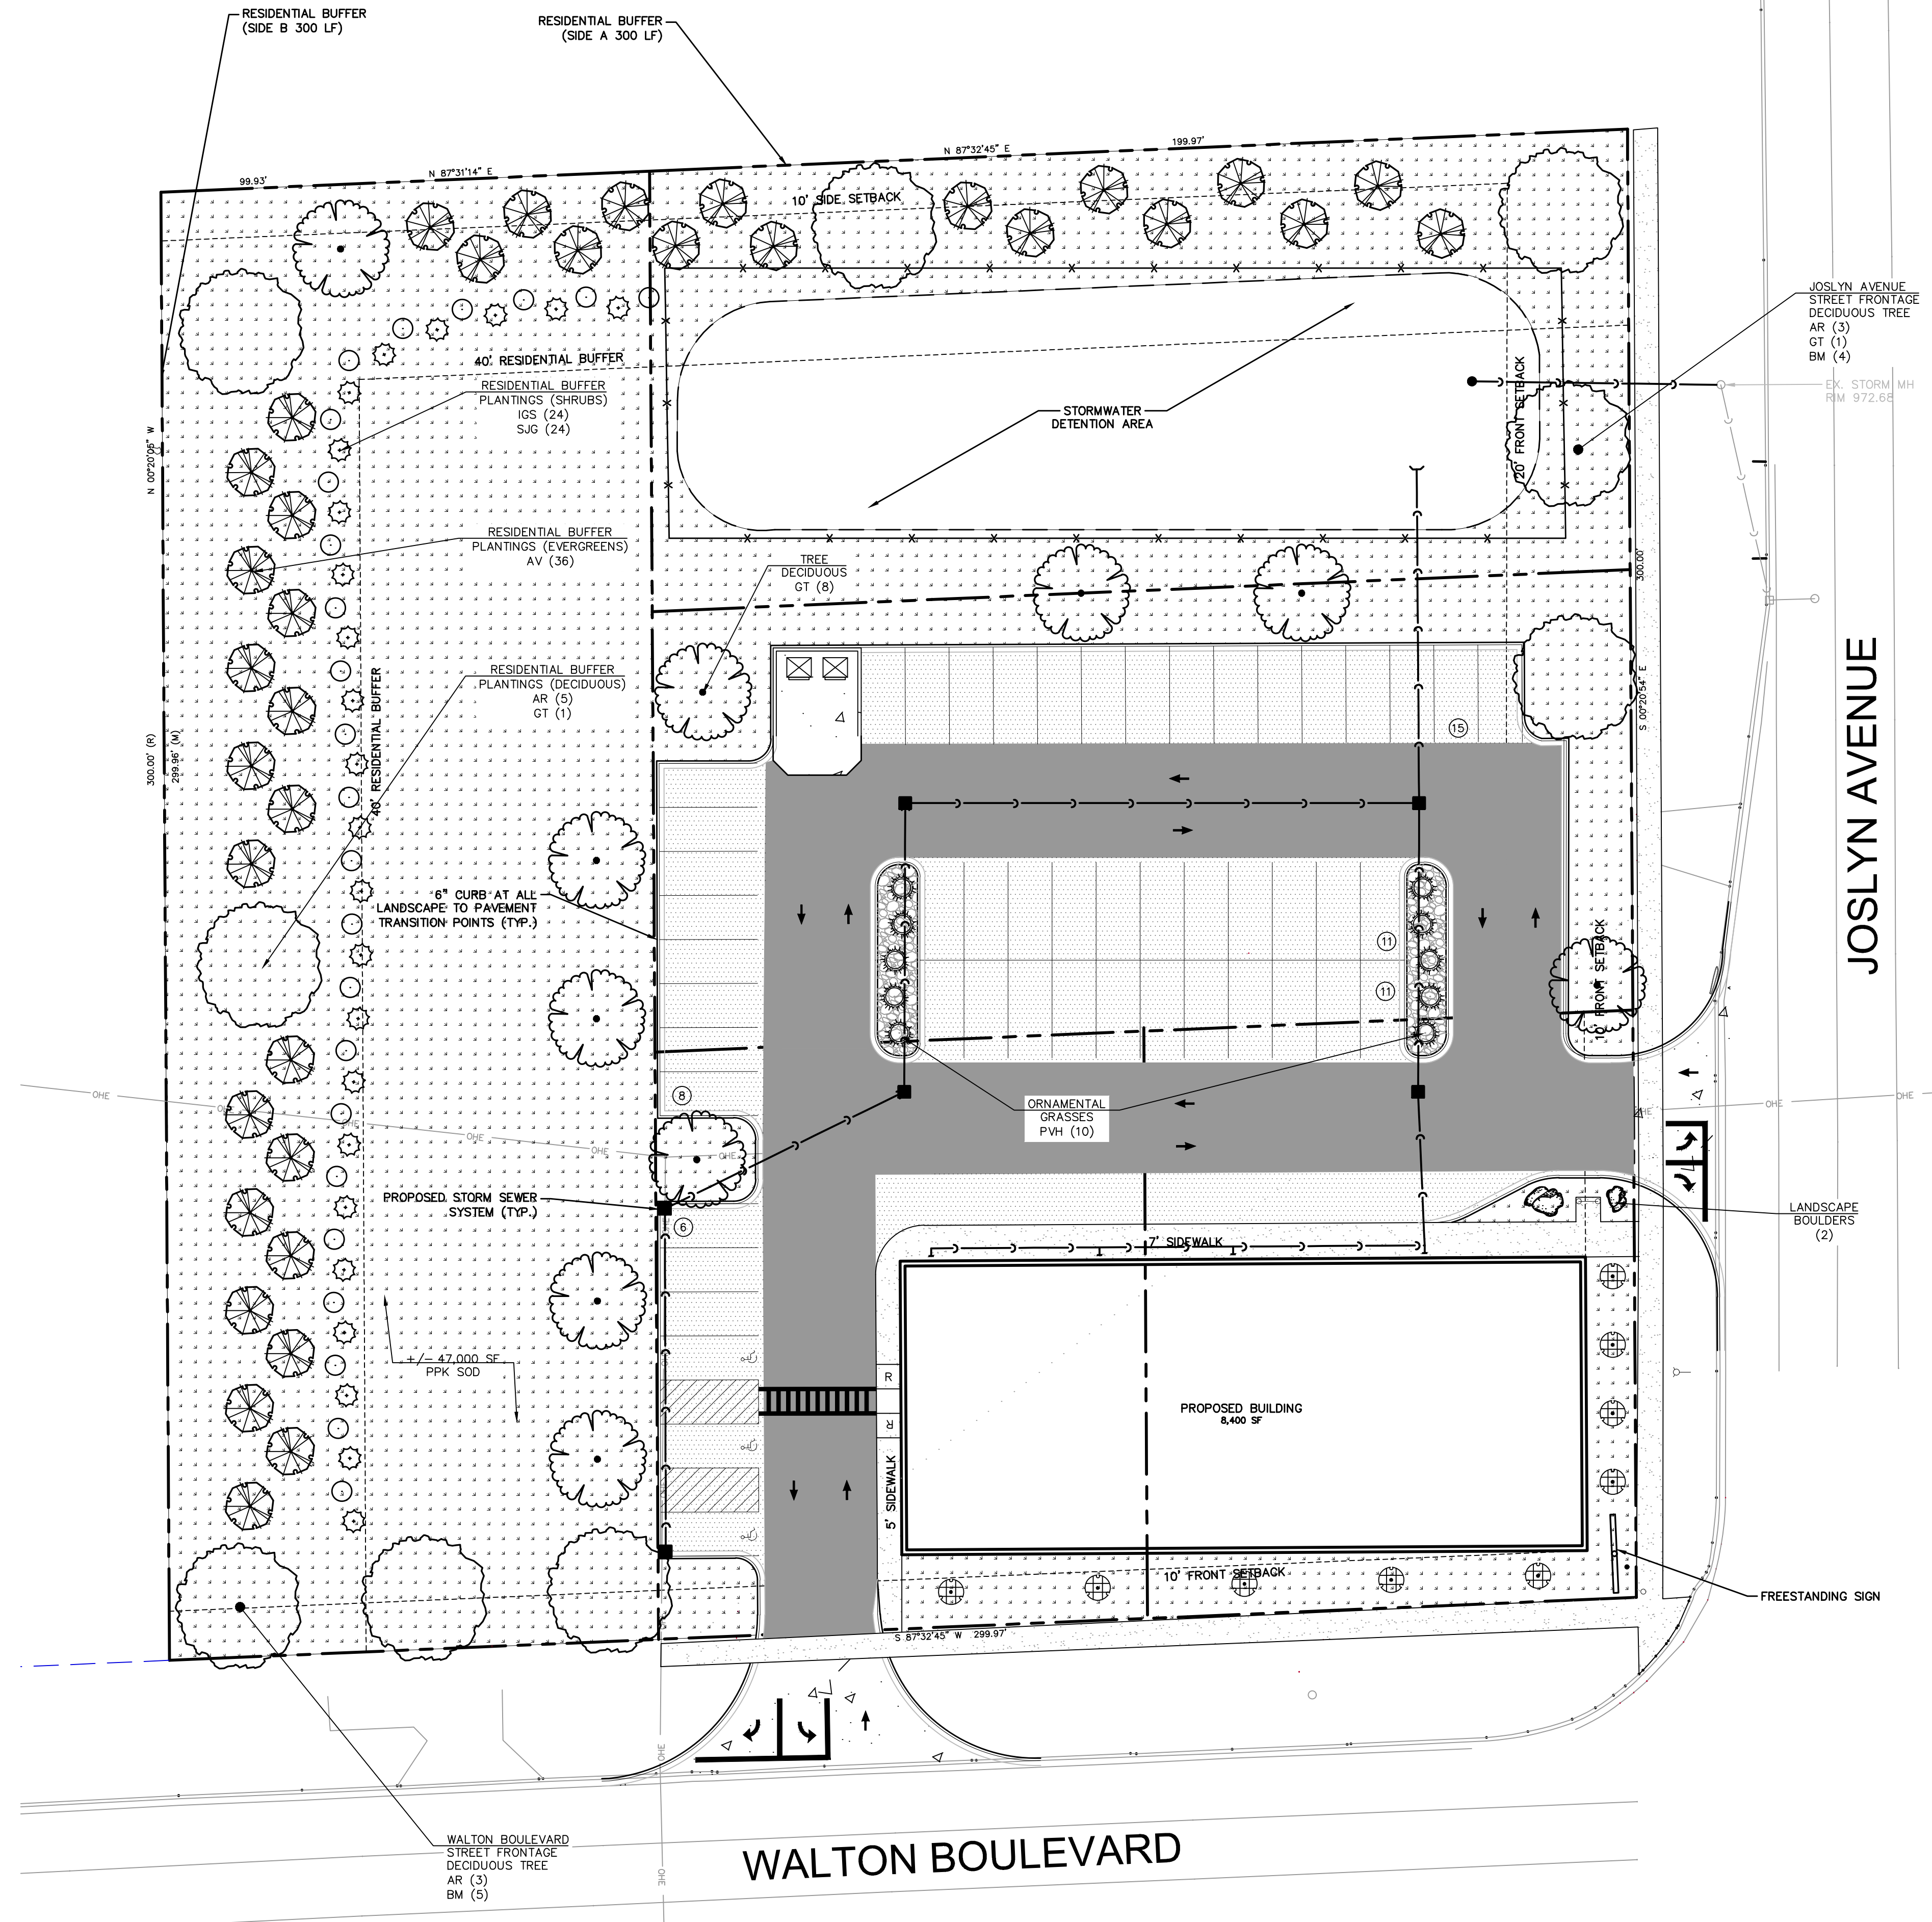 RESIDENTIAL BUFFER
(SIDE B 300 LF)
RESIDENTIAL BUFFER
(SIDE A 300 LF)
99.93'
N 87°31'14" E
N 87°32'45" E
199.97'
10' SIDE SETBACK
40' RESIDENTIAL BUFFER
RESIDENTIAL BUFFER
PLANTINGS (SHRUBS)
IGS (24)
SJG (24)
STORMWATER
DETENTION AREA
20' FRONT SETBACK
JOSLYN AVENUE
STREET FRONTAGE
DECIDUOUS TREE
AR (3)
GT (1)
BM (4)
EX. STORM MH
RIM 972.68
N 00°20'05" W
RESIDENTIAL BUFFER
PLANTINGS (EVERGREENS)
AV (36)
TREE
DECIDUOUS
GT (8)
300.00'
S 00°20'54" E
RESIDENTIAL BUFFER
PLANTINGS (DECIDUOUS)
AR (5)
GT (1)
40' RESIDENTIAL BUFFER
300.00' (R)
299.96' (M)
15
JOSLYN AVENUE
6" CURB AT ALL
LANDSCAPE TO PAVEMENT
TRANSITION POINTS (TYP.)
11
11
10' FRONT SETBACK
8
OHE
OHE
OHE
OHE
OHE
OHE
OHE
OHE
OHE
ORNAMENTAL
GRASSES
PVH (10)
PROPOSED STORM SEWER
SYSTEM (TYP.)
6
7' SIDEWALK
LANDSCAPE
BOULDERS
(2)
+/- 47,000 SF
PPK SOD
R
R
PROPOSED BUILDING
8,400 SF
5' SIDEWALK
10' FRONT SETBACK
FREESTANDING SIGN
S 87°32'45" W 299.97'
OHE
OHE
WALTON BOULEVARD
STREET FRONTAGE
DECIDUOUS TREE
AR (3)
BM (5)
WALTON BOULEVARD